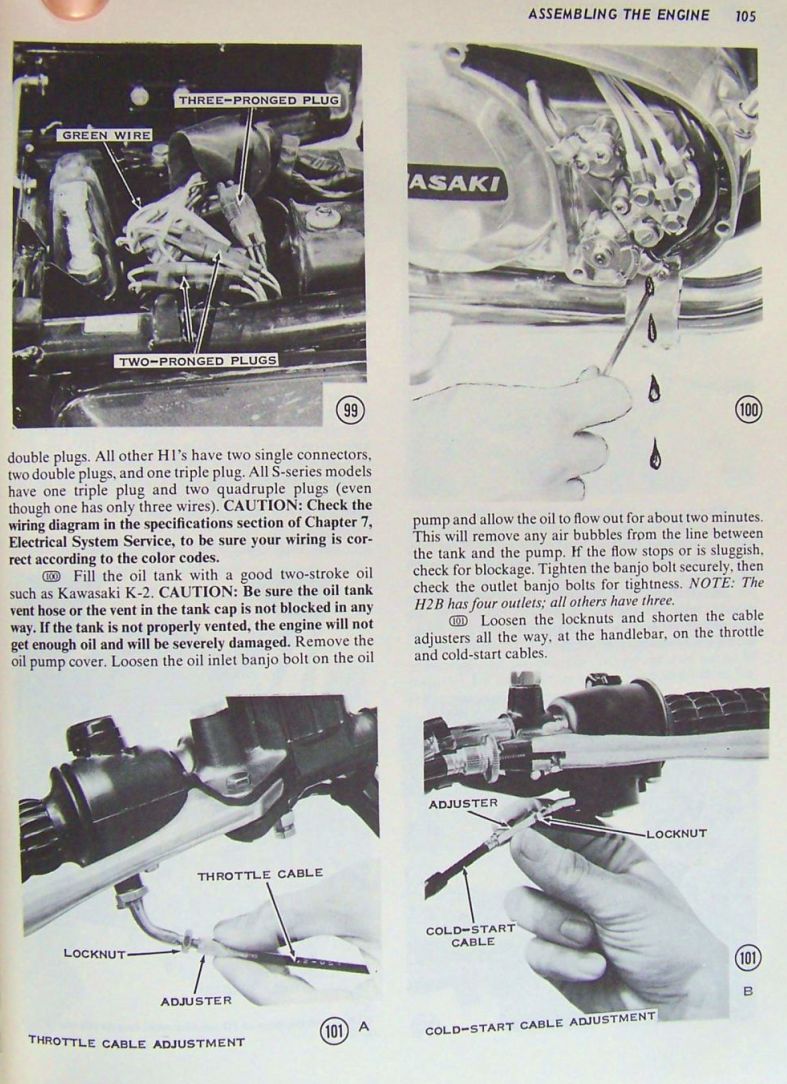 ASSEMBLING THE ENGINE 105
THREE-PRONGED PLUG
GREEN WIRE
TWO-PRONGED PLUGS
99
double plugs. All other H1's have two single connectors,
two double plugs, and one triple plug. All S-series models
have one triple plug and two quadruple plugs (even
though one has only three wires). CAUTION: Check the
wiring diagram in the specifications section of Chapter 7,
Electrical System Service, to be sure your wiring is cor-
rect according to the color codes.
100 Fill the oil tank with a good two-stroke oil
such as Kawasaki K-2. CAUTION: Be sure the oil tank
vent hose or the vent in the tank cap is not blocked in any
way. If the tank is not properly vented, the engine will not
get enough oil and will be severely damaged. Remove the
oil pump cover. Loosen the oil inlet banjo bolt on the oil
THROTTLE CABLE
LOCKNUT
ADJUSTER
101 A
THROTTLE CABLE ADJUSTMENT
ASAKI
100
pump and allow the oil to flow out for about two minutes.
This will remove any air bubbles from the line between
the tank and the pump. If the flow stops or is sluggish,
check for blockage. Tighten the banjo bolt securely, then
check the outlet banjo bolts for tightness. NOTE: The
H2B has four outlets; all others have three.
101 Loosen the locknuts and shorten the cable
adjusters all the way, at the handlebar, on the throttle
and cold-start cables.
ADJUSTER
LOCKNUT
COLD-START
CABLE
101
B
COLD-START CABLE ADJUSTMENT